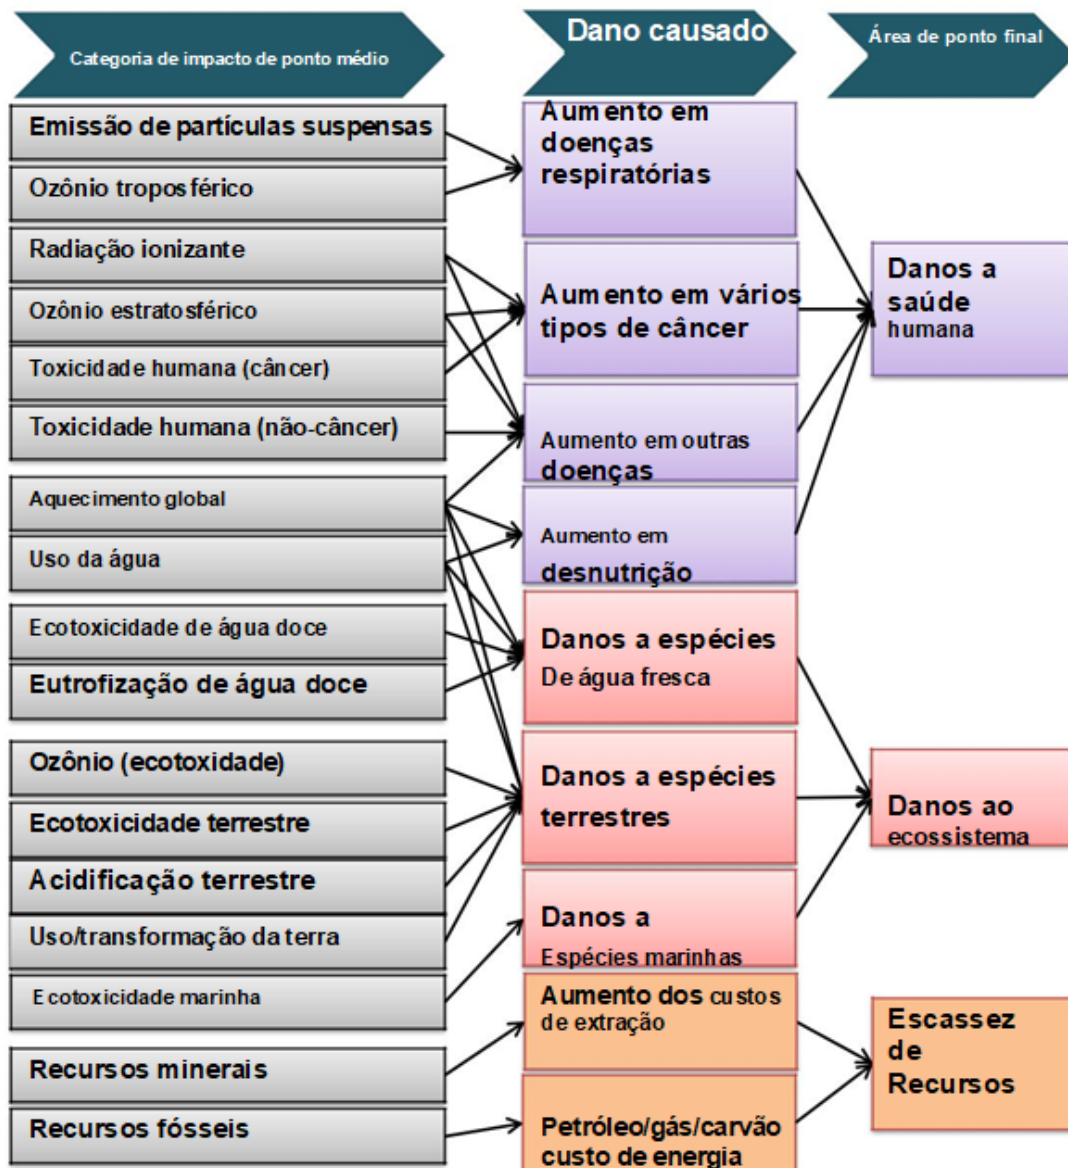 Categoria de impacto de ponto médio
Dano causado
Área de ponto final
Emissão de partículas suspensas
Ozônio troposférico
Radiação ionizante
Ozônio estratosférico
Toxicidade humana (câncer)
Toxicidade humana (não-câncer)
Aquecimento global
Uso da água
Ecotoxicidade de água doce
Eutrofização de água doce
Ozônio (ecotoxidade)
Ecotoxicidade terrestre
Acidificação terrestre
Uso/transformação da terra
Ecotoxicidade marinha
Recursos minerais
Recursos fósseis
Aumento em
doenças
respiratórias
Aumento em vários
tipos de câncer
Aumento em outras
doenças
Aumento em
desnutrição
Danos a espécies
De água fresca
Danos a espécies
terrestres
Danos a
Espécies marinhas
Aumento dos custos
de extração
Petróleo/gás/carvão
custo de energia
Danos a
saúde
humana
Danos ao
ecossistema
Escassez
de
Recursos